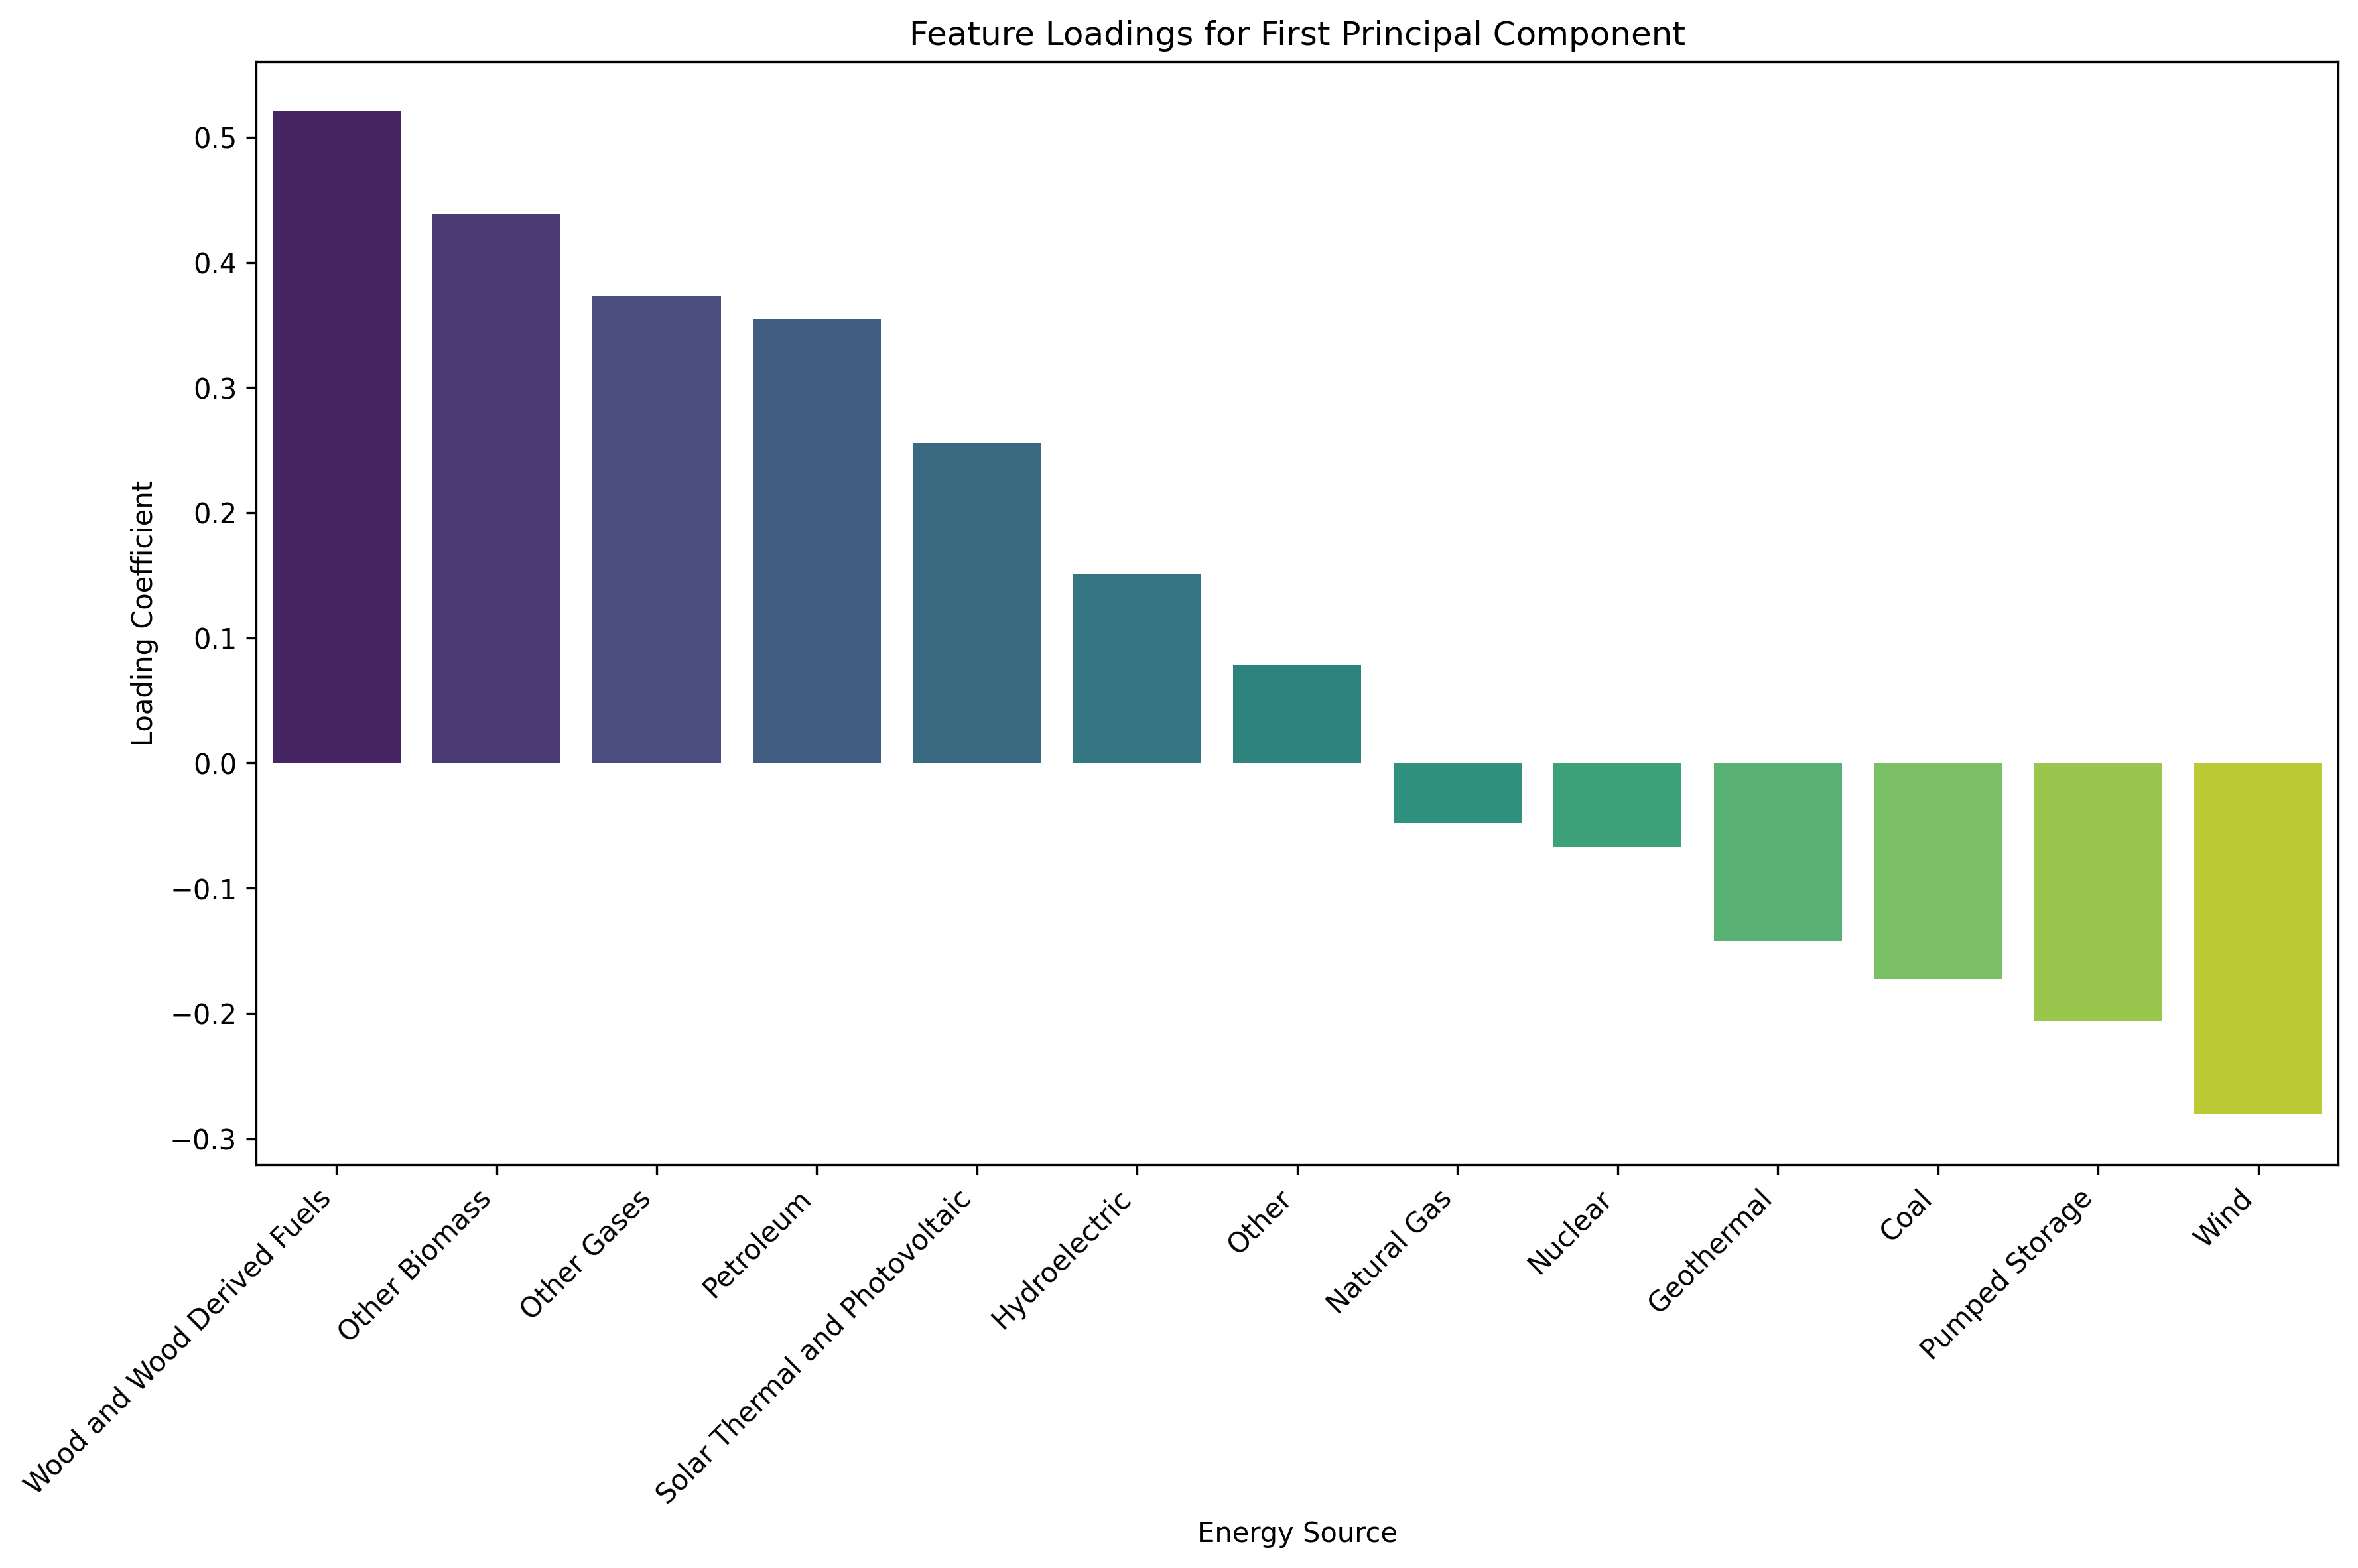 Feature Loadings for First Principal Component
Loading Coefficient
0.5
0.4
0.3
0.2
0.1
0.0
−0.1
−0.2
−0.3
Wood and Wood Derived Fuels
Other Biomass
Other Gases
Petroleum
Solar Thermal and Photovoltaic
Hydroelectric
Other
Natural Gas
Nuclear
Geothermal
Coal
Pumped Storage
Wind
Energy Source